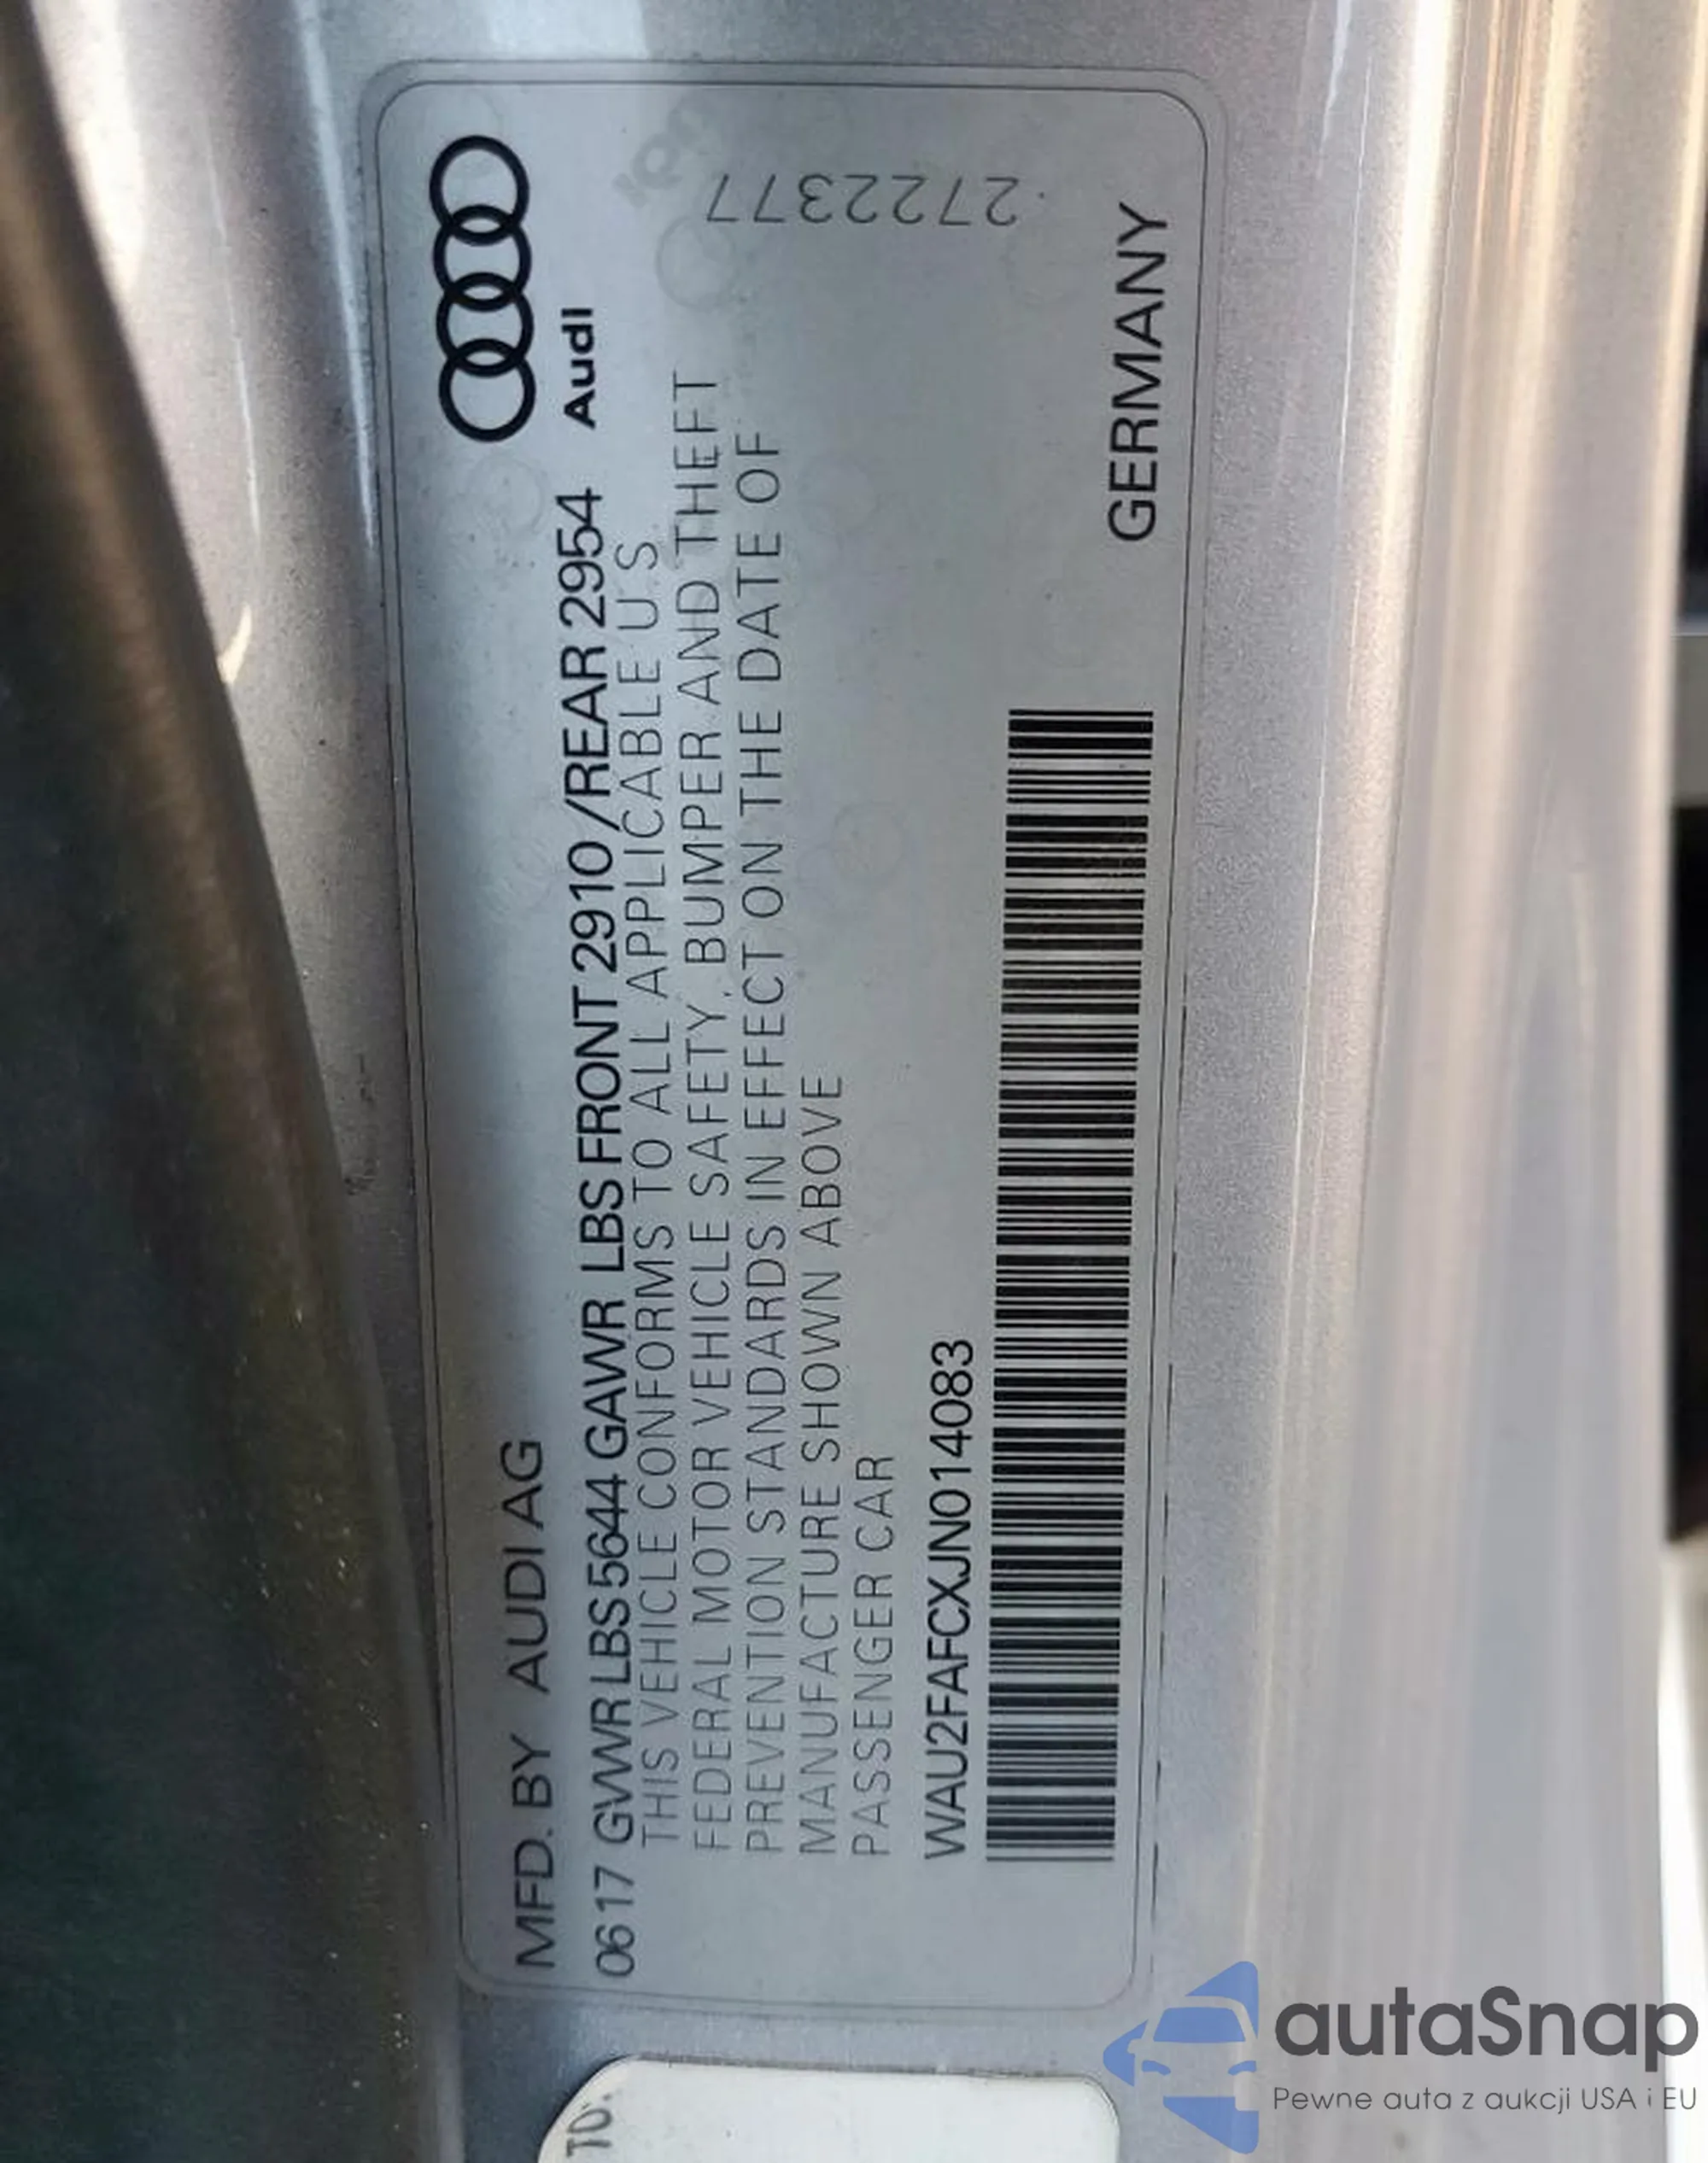 MFD. BY AUDI AG
Audi
0617 GVWR LBS 5644 GAWR LBS FRONT 2910 /REAR 2954
THIS VEHICLE CONFORMS TO ALL APPLICABLE U.S.
FEDERAL MOTOR VEHICLE SAFETY, BUMPER AND THEFT
PREVENTION STANDARDS IN EFFECT ON THE DATE OF
MANUFACTURE SHOWN ABOVE
PASSENGER CAR
2722377
WAU2FAFCXJN014083
GERMANY
TO.
autaSnap
Pewne auta z aukcji USA i EU